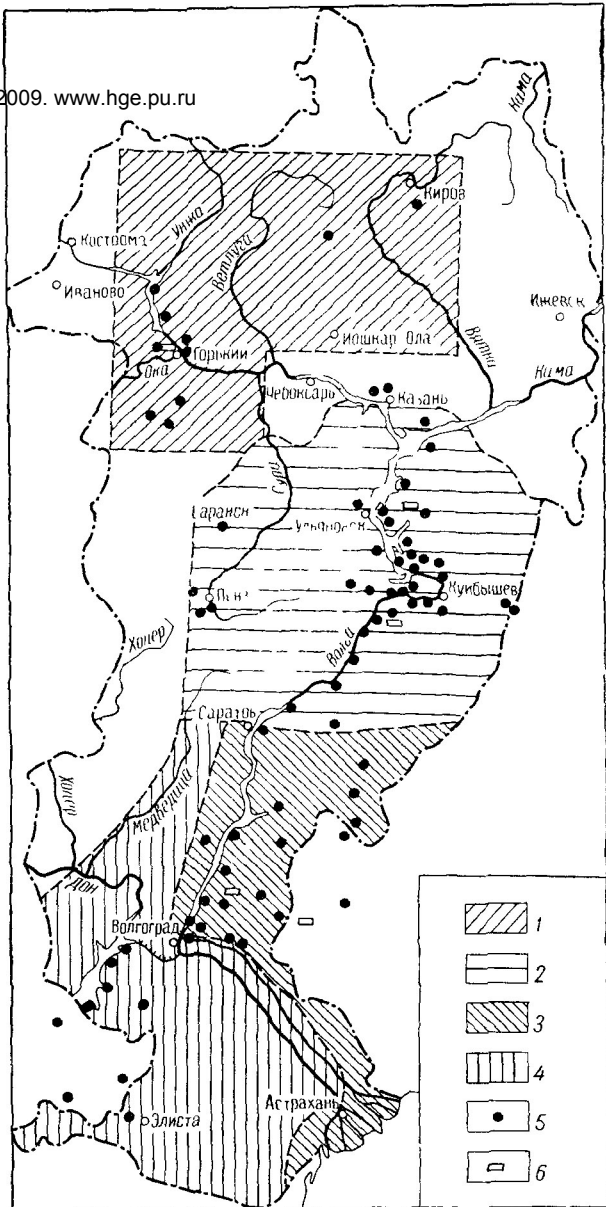 2009. www.hge.pu.ru
Кама
Киров
Кострома
Унжа
Ветлуга
Иваново
Ижевск
Горький
Йошкар Ола
Ока
Вятка
Кама
Чебоксары
Казань
Сура
Саранск
Ульяновск
Куйбышев
Хопер
Волга
Саратов
Медведица
Хопер
Дон
Волгоград
Астрахань
Элиста
1
2
3
4
5
6